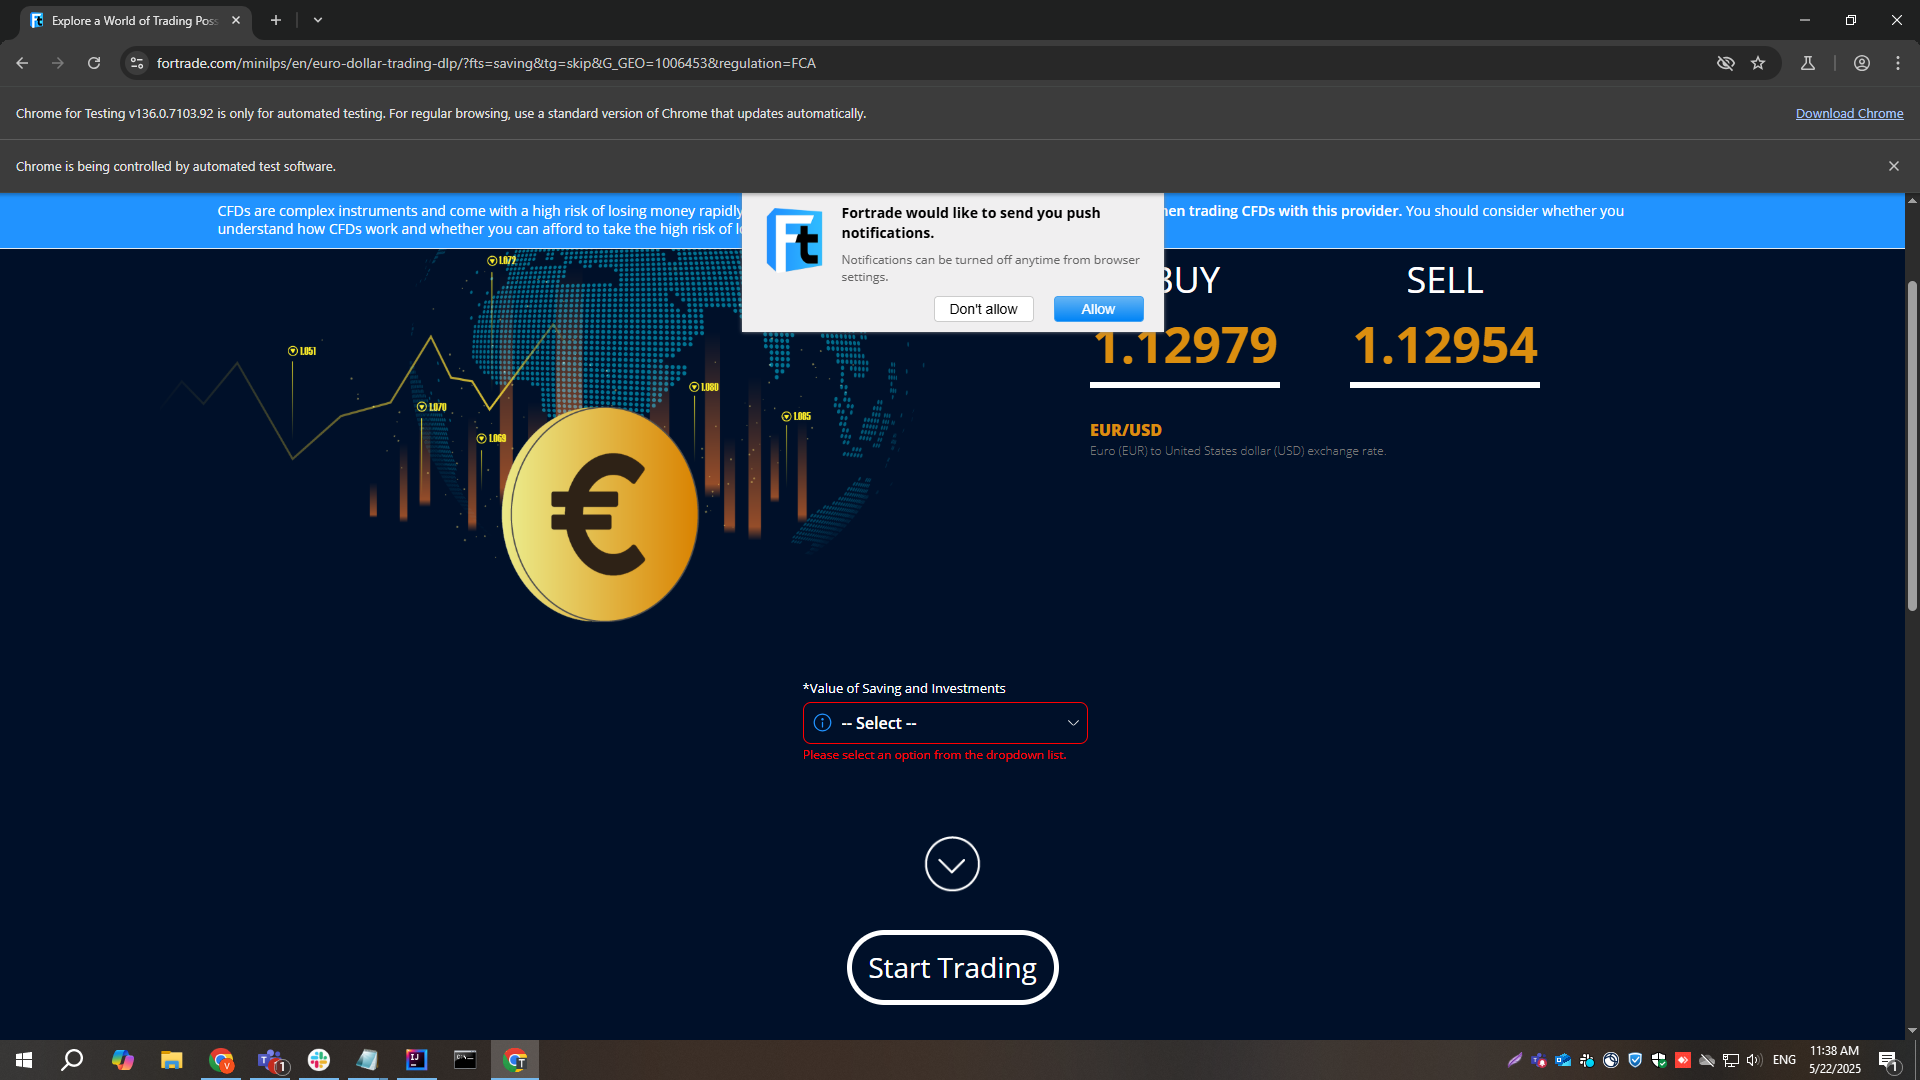 Explore a World of Trading Pos
fortrade.com/minilps/en/euro-dollar-trading-dlp/?fts=saving&tg=skip&G_GEO=1006453&regulation=FCA
Chrome for Testing v136.0.7103.92 is only for automated testing. For regular browsing, use a standard version of Chrome that updates automatically.
Download Chrome
Chrome is being controlled by automated test software.
CFDs are complex instruments and come with a high risk of losing money rapidly
trading CFDs with this provider. You should consider whether you
understand how CFDs work and whether you can afford to take the high risk of
Ft
Fortrade would like to send you push
notifications.
Notifications can be turned off anytime from browser
settings.
Don't allow
Allow
BUY
SELL
1.12979
1.12954
EUR/USD
Euro (EUR) to United States dollar (USD) exchange rate.
1.072
1.051
1.080
1.070
1.085
1.069
€
*Value of Saving and Investments
-- Select --
Please select an option from the dropdown list.
Start Trading
ENG
11:38 AM
5/22/2025